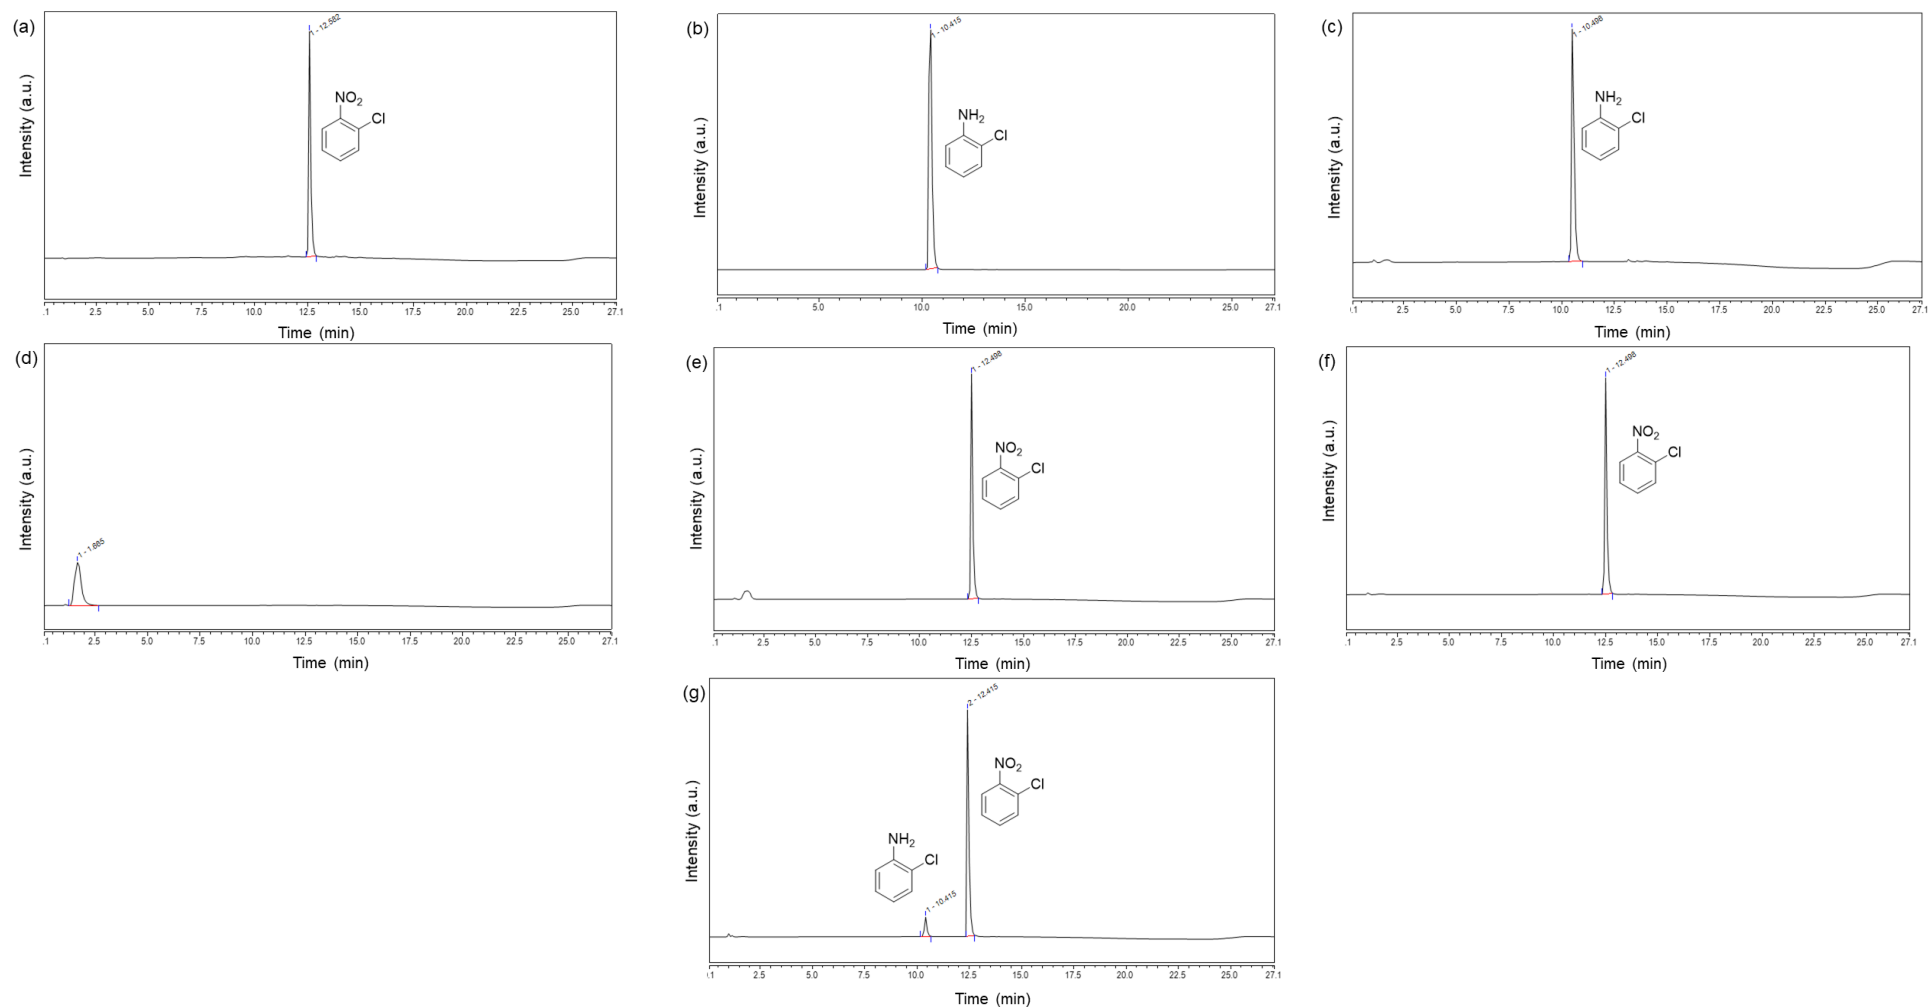 (a)
1 - 12.582
NO2
Cl
Intensity (a.u.)
.1 2.5 5.0 7.5 10.0 12.5 15.0 17.5 20.0 22.5 25.0 27.1
Time (min)
(b)
1 - 10.415
NH2
Cl
Intensity (a.u.)
5.0 10.0 15.0 20.0 25.0 27.1
Time (min)
(c)
1 - 10.498
NH2
Cl
Intensity (a.u.)
).1 2.5 5.0 7.5 10.0 12.5 15.0 17.5 20.0 22.5 25.0 27.1
Time (min)
(d)
1 - 1.665
Intensity (a.u.)
.1 2.5 5.0 7.5 10.0 12.5 15.0 17.5 20.0 22.5 25.0 27.1
Time (min)
(e)
1 - 12.498
NO2
Cl
Intensity (a.u.)
.1 2.5 5.0 7.5 10.0 12.5 15.0 17.5 20.0 22.5 25.0 27.1
Time (min)
(f)
1 - 12.498
NO2
Cl
Intensity (a.u.)
.1 2.5 5.0 7.5 10.0 12.5 15.0 17.5 20.0 22.5 25.0 27.1
Time (min)
(g)
2 - 12.415
NO2
Cl
NH2
Cl
1 - 10.415
Intensity (a.u.)
.1 2.5 5.0 7.5 10.0 12.5 15.0 17.5 20.0 22.5 25.0 27.1
Time (min)